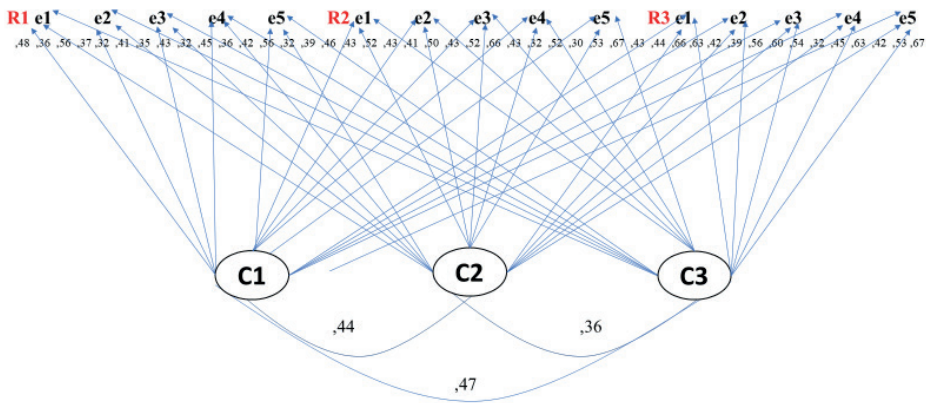 R1 e1 e2 e3 e4 e5 R2 e1 e2 e3 e4 e5 R3 e1 e2 e3 e4 e5
,48 ,36 ,56 ,37 ,32 ,41 ,35 ,43 ,32 ,45 ,36 ,42 ,56 ,32 ,39 ,46 ,43 ,52 ,43 ,41 ,50 ,43 ,52 ,66 ,43 ,32 ,52 ,30 ,53 ,67 ,43 ,44 ,66 ,63 ,42 ,39 ,56 ,60 ,54 ,32 ,45 ,63 ,42 ,53 ,67
C1 C2 C3
,44 ,36
,47